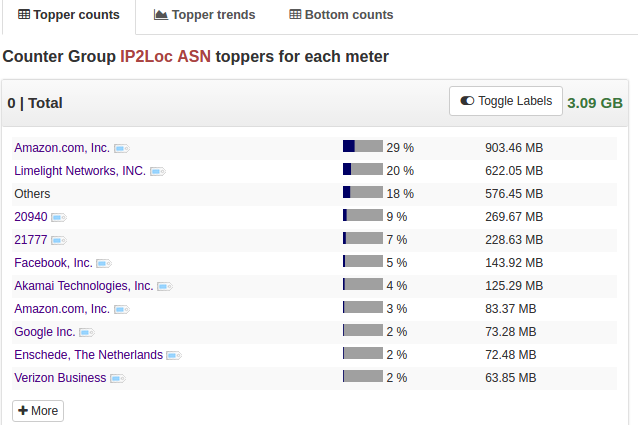 Topper counts Topper trends Bottom counts
Counter Group IP2Loc ASN toppers for each meter
0 | Total Toggle Labels 3.09 GB
Amazon.com, Inc. 29 % 903.46 MB
Limelight Networks, INC. 20 % 622.05 MB
Others 18 % 576.45 MB
20940 9 % 269.67 MB
21777 7 % 228.63 MB
Facebook, Inc. 5 % 143.92 MB
Akamai Technologies, Inc. 4 % 125.29 MB
Amazon.com, Inc. 3 % 83.37 MB
Google Inc. 2 % 73.28 MB
Enschede, The Netherlands 2 % 72.48 MB
Verizon Business 2 % 63.85 MB
+ More